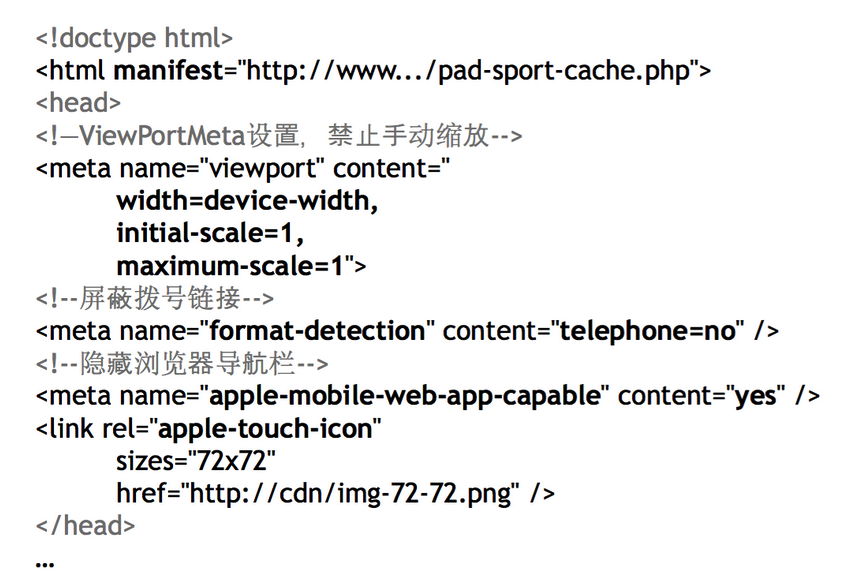 <!doctype html>
<html manifest="http://www.../pad-sport-cache.php">
<head>
<!—ViewPortMeta设置，禁止手动缩放-->
<meta name="viewport" content="
width=device-width,
initial-scale=1,
maximum-scale=1">
<!--屏蔽拨号链接-->
<meta name="format-detection" content="telephone=no" />
<!--隐藏浏览器导航栏-->
<meta name="apple-mobile-web-app-capable" content="yes" />
<link rel="apple-touch-icon"
sizes="72x72"
href="http://cdn/img-72-72.png" />
</head>
...